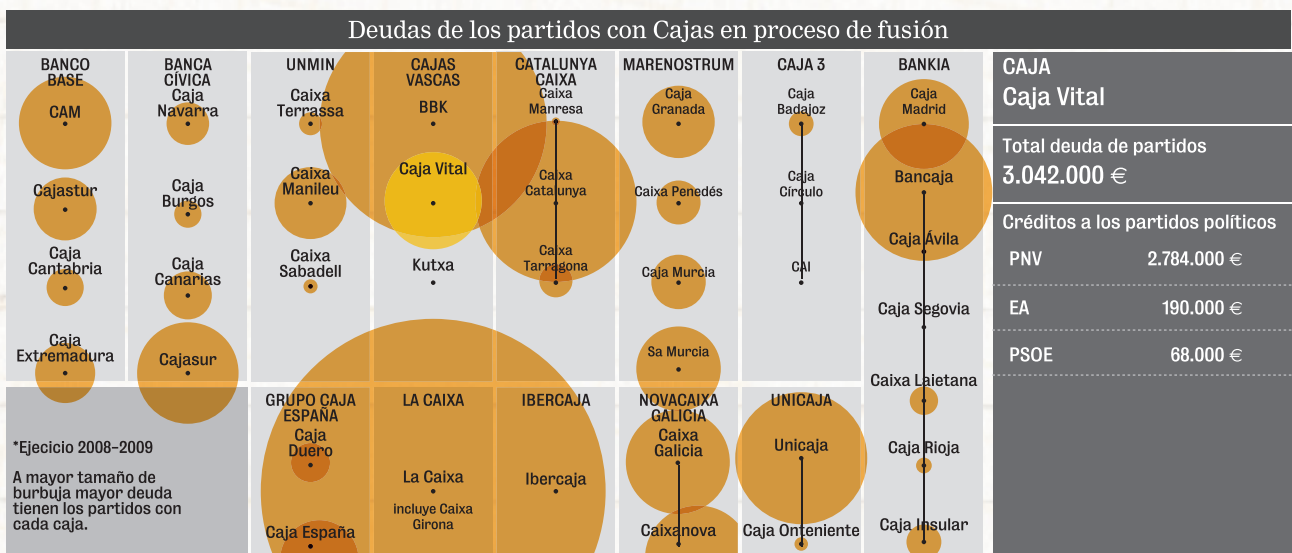 Deudas de los partidos con Cajas en proceso de fusión
BANCO
BASE
CAM
Cajastur
Caja
Cantabria
Caja
Extremadura
BANCA
CÍVICA
Caja
Navarra
Caja
Burgos
Caja
Canarias
Cajasur
UNMIN
Caixa
Terrassa
Caixa
Manileu
Caixa
Sabadell
CAJAS
VASCAS
BBK
Caja Vital
Kutxa
CATALUNYA
CAIXA
Caixa
Manresa
Caixa
Catalunya
Caixa
Tarragona
MARENOSTRUM
Caja
Granada
Caixa Penedés
Caja Murcia
Sa Murcia
CAJA 3
Caja
Badajoz
Caja
Círculo
CAI
BANKIA
Caja
Madrid
Bancaja
Caja Ávila
Caja Segovia
Caixa Laietana
Caja Rioja
Caja Insular
*Ejecicio 2008-2009
A mayor tamaño de
burbuja mayor deuda
tienen los partidos con
cada caja.
GRUPO CAJA
ESPAÑA
Caja
Duero
Caja España
LA CAIXA
La Caixa
incluye Caixa
Girona
IBERCAJA
Ibercaja
NOVACAIXA
GALICIA
Caixa
Galicia
Caixanova
UNICAJA
Unicaja
Caja Onteniente
CAJA
Caja Vital
Total deuda de partidos
3.042.000 €
Créditos a los partidos políticos
PNV 2.784.000 €
EA 190.000 €
PSOE 68.000 €